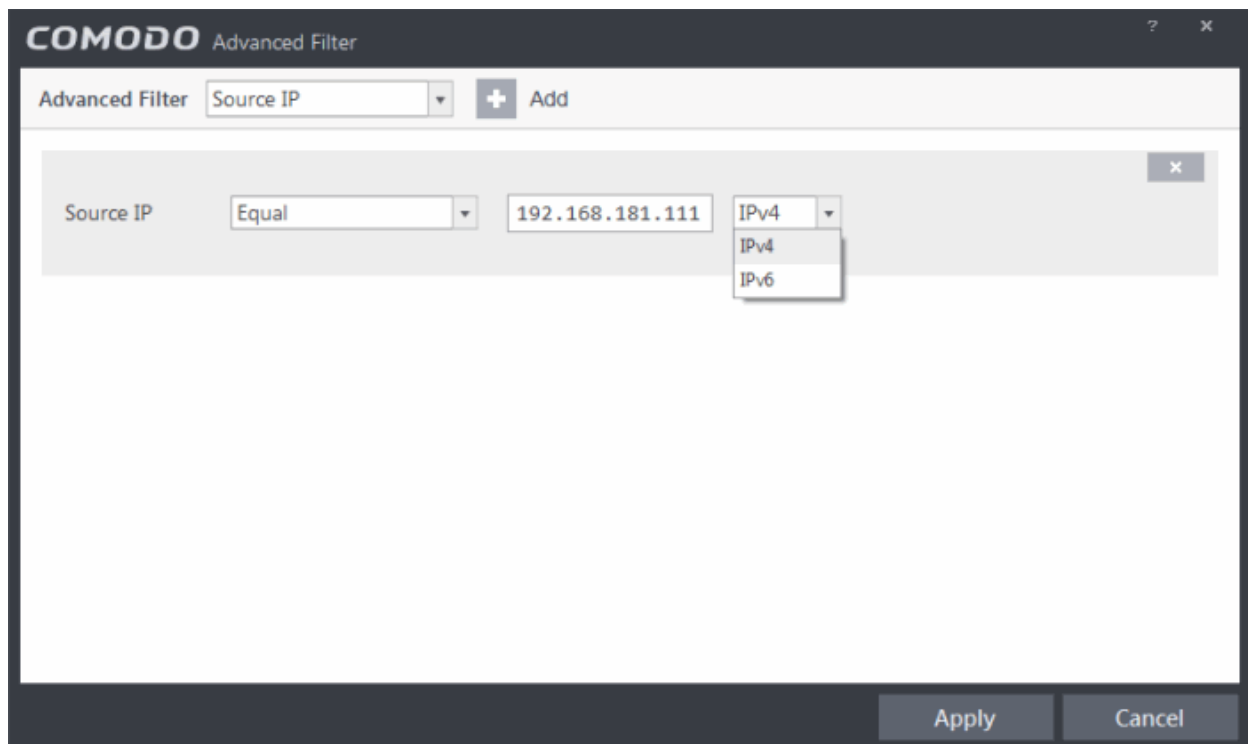 COMODO Advanced Filter ? ×
Advanced Filter Source IP + Add
×
Source IP Equal 192.168.181.111 IPv4
IPv4
IPv6
Apply Cancel